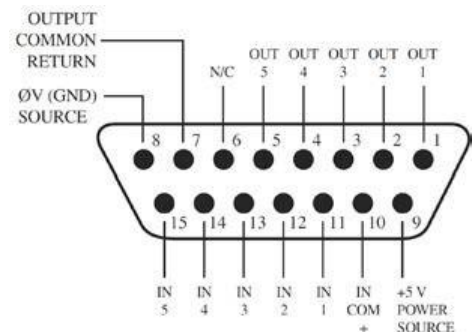 OUTPUT
COMMON
RETURN
ØV (GND)
SOURCE
N/C
OUT
5
OUT
4
OUT
3
OUT
2
OUT
1
8
7
6
5
4
3
2
1
15
14
13
12
11
10
9
IN
5
IN
4
IN
3
IN
2
IN
1
IN
COM
+
+5 V
POWER
SOURCE